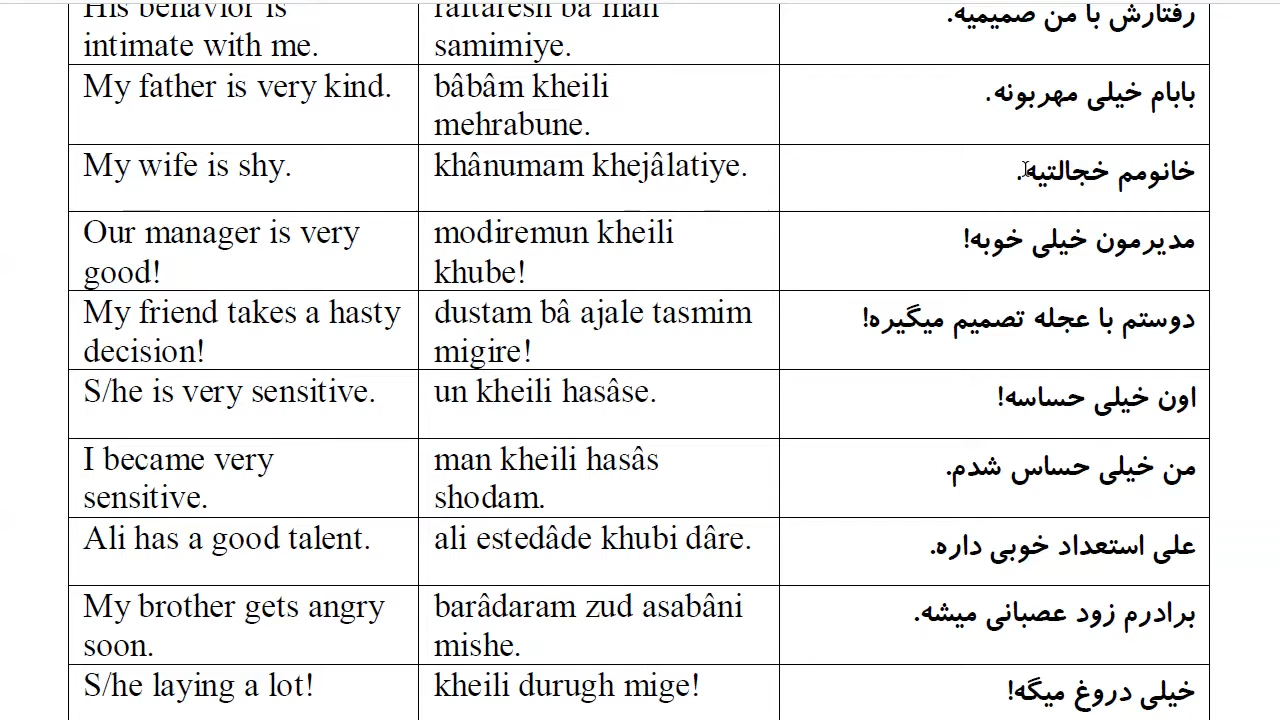 His behavior is
intimate with me.
raftaresh bâ man
samimiye.
رفتارش با من صمیمیه.
My father is very kind.
bâbâm kheili
mehrabune.
بابام خیلی مهربونه.
My wife is shy.
khânumam khejâlatiye.
خانومم خجالتیه.
Our manager is very
good!
modiremun kheili
khube!
مدیرمون خیلی خوبه!
My friend takes a hasty
decision!
dustam bâ ajale tasmim
migire!
دوستم با عجله تصمیم میگیره!
S/he is very sensitive.
un kheili hasâse.
اون خیلی حساسه!
I became very
sensitive.
man kheili hasâs
shodam.
من خیلی حساس شدم.
Ali has a good talent.
ali estedâde khubi dâre.
علی استعداد خوبی داره.
My brother gets angry
soon.
barâdaram zud asabâni
mishe.
برادرم زود عصبانی میشه.
S/he laying a lot!
kheili durugh mige!
خیلی دروغ میگه!